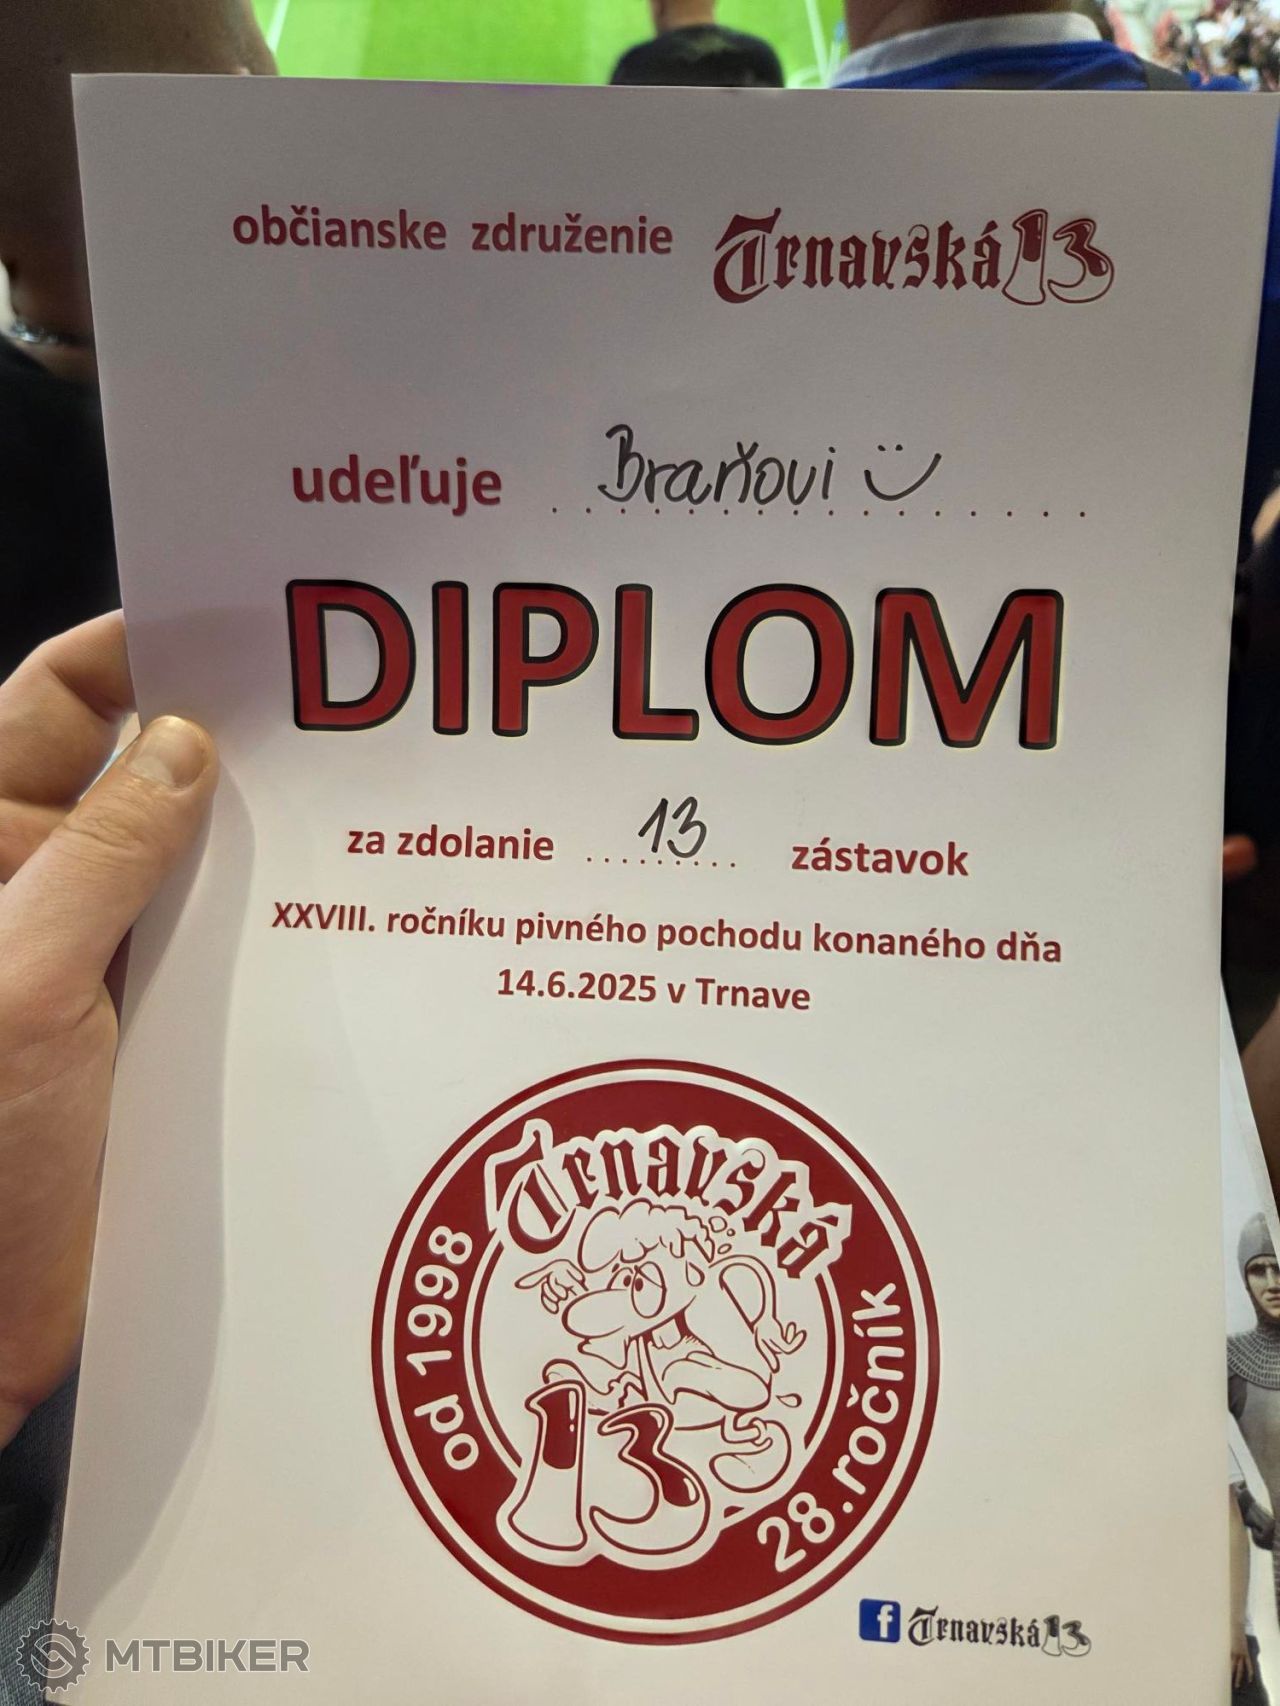 občianske združenie Trnavská 13
udeľuje Braňovi
DIPLOM
za zdolanie 13 zástavok
XXVIII. ročníku pivného pochodu konaného dňa
14.6.2025 v Trnave
Trnavská
od 1998
13
28. ročník
f Trnavská 13
MTBIKER